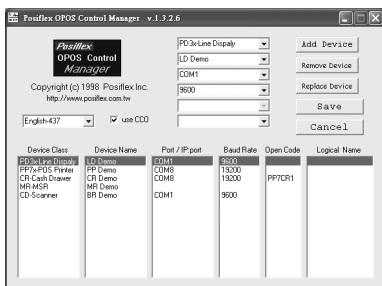 Posiflex OPOS Control Manager v.1.3.2.6
Posiflex
OPOS Control
Manager
Copyright (c) 1998 Posiflex Inc.
http://www.posiflex.com.tw
English-437
use CCO
PD3x-Line Dispaly
LD Demo
COM1
9600
Add Device
Remove Device
Replace Device
Save
Cancel
Device Class Device Name Port / IP:port Baud Rate Open Code Logical Name
PD3x-Line Dispaly LD Demo COM1 9600
PP7x-POS Printer PP Demo COM8 19200
CR-Cash Drawer CR Demo COM8 19200 PP7CR1
MR-MSR MR Demo
CD-Scanner BR Demo COM1 9600